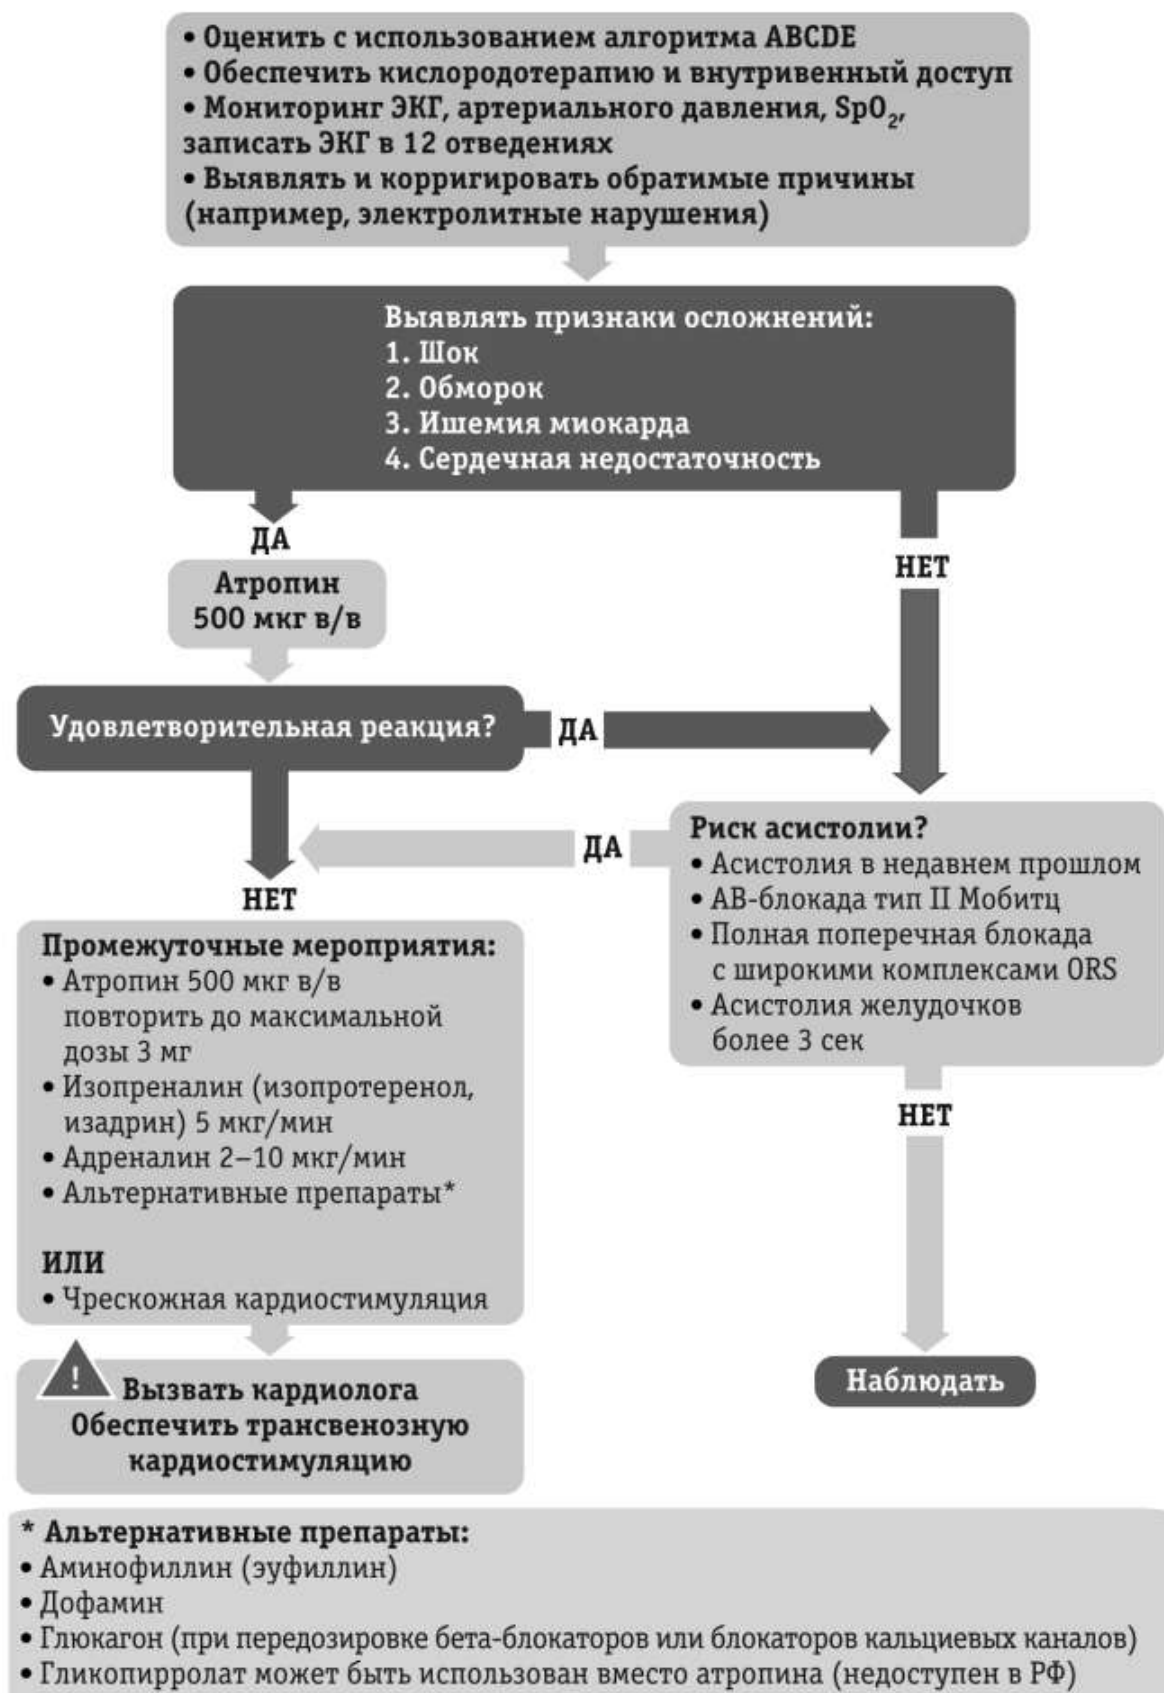 • Оценить с использованием алгоритма ABCDE
• Обеспечить кислородотерапию и внутривенный доступ
• Мониторинг ЭКГ, артериального давления, SpO₂,
записать ЭКГ в 12 отведениях
• Выявлять и корригировать обратимые причины
(например, электролитные нарушения)
Выявлять признаки осложнений:
1. Шок
2. Обморок
3. Ишемия миокарда
4. Сердечная недостаточность
ДА
НЕТ
Атропин
500 мкг в/в
Удовлетворительная реакция?
ДА
Риск асистолии?
• Асистолия в недавнем прошлом
• АВ-блокада тип II Мобитц
• Полная поперечная блокада
с широкими комплексами ORS
• Асистолия желудочков
более 3 сек
ДА
НЕТ
Промежуточные мероприятия:
• Атропин 500 мкг в/в
повторить до максимальной
дозы 3 мг
• Изопреналин (изопротеренол,
изадрин) 5 мкг/мин
• Адреналин 2–10 мкг/мин
• Альтернативные препараты*
ИЛИ
• Чрескожная кардиостимуляция
НЕТ
Наблюдать
!
Вызвать кардиолога
Обеспечить трансвенозную
кардиостимуляцию
* Альтернативные препараты:
• Аминофиллин (эуфиллин)
• Дофамин
• Глюкагон (при передозировке бета-блокаторов или блокаторов кальциевых каналов)
• Гликопирролат может быть использован вместо атропина (недоступен в РФ)